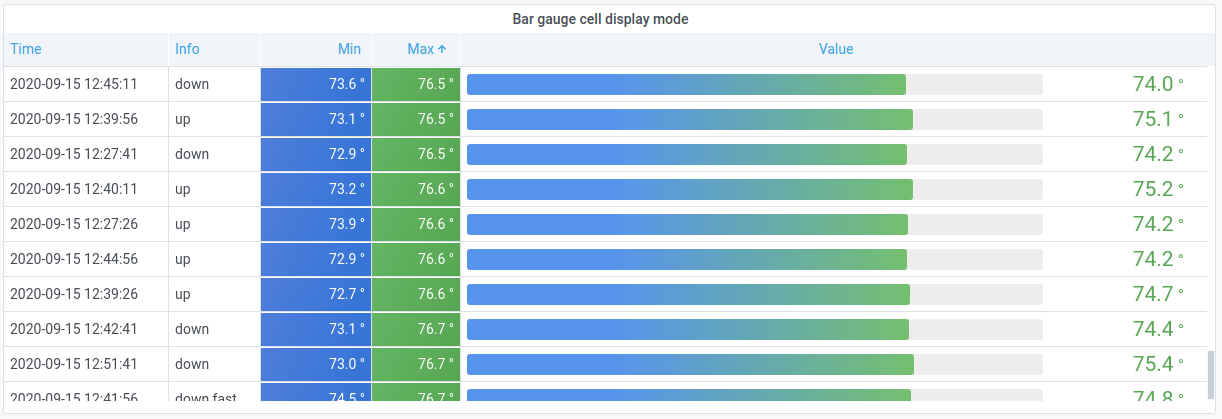 Bar gauge cell display mode
Time Info Min Max Value
2020-09-15 12:45:11 down 73.6 ° 76.5 ° 74.0 °
2020-09-15 12:39:56 up 73.1 ° 76.5 ° 75.1 °
2020-09-15 12:27:41 down 72.9 ° 76.5 ° 74.2 °
2020-09-15 12:40:11 up 73.2 ° 76.6 ° 75.2 °
2020-09-15 12:27:26 up 73.9 ° 76.6 ° 74.2 °
2020-09-15 12:44:56 up 72.9 ° 76.6 ° 74.2 °
2020-09-15 12:39:26 up 72.7 ° 76.6 ° 74.7 °
2020-09-15 12:42:41 down 73.1 ° 76.7 ° 74.4 °
2020-09-15 12:51:41 down 73.0 ° 76.7 ° 75.4 °
2020-09-15 12:41:56 down fast 74.5 ° 76.7 ° 74.8 °